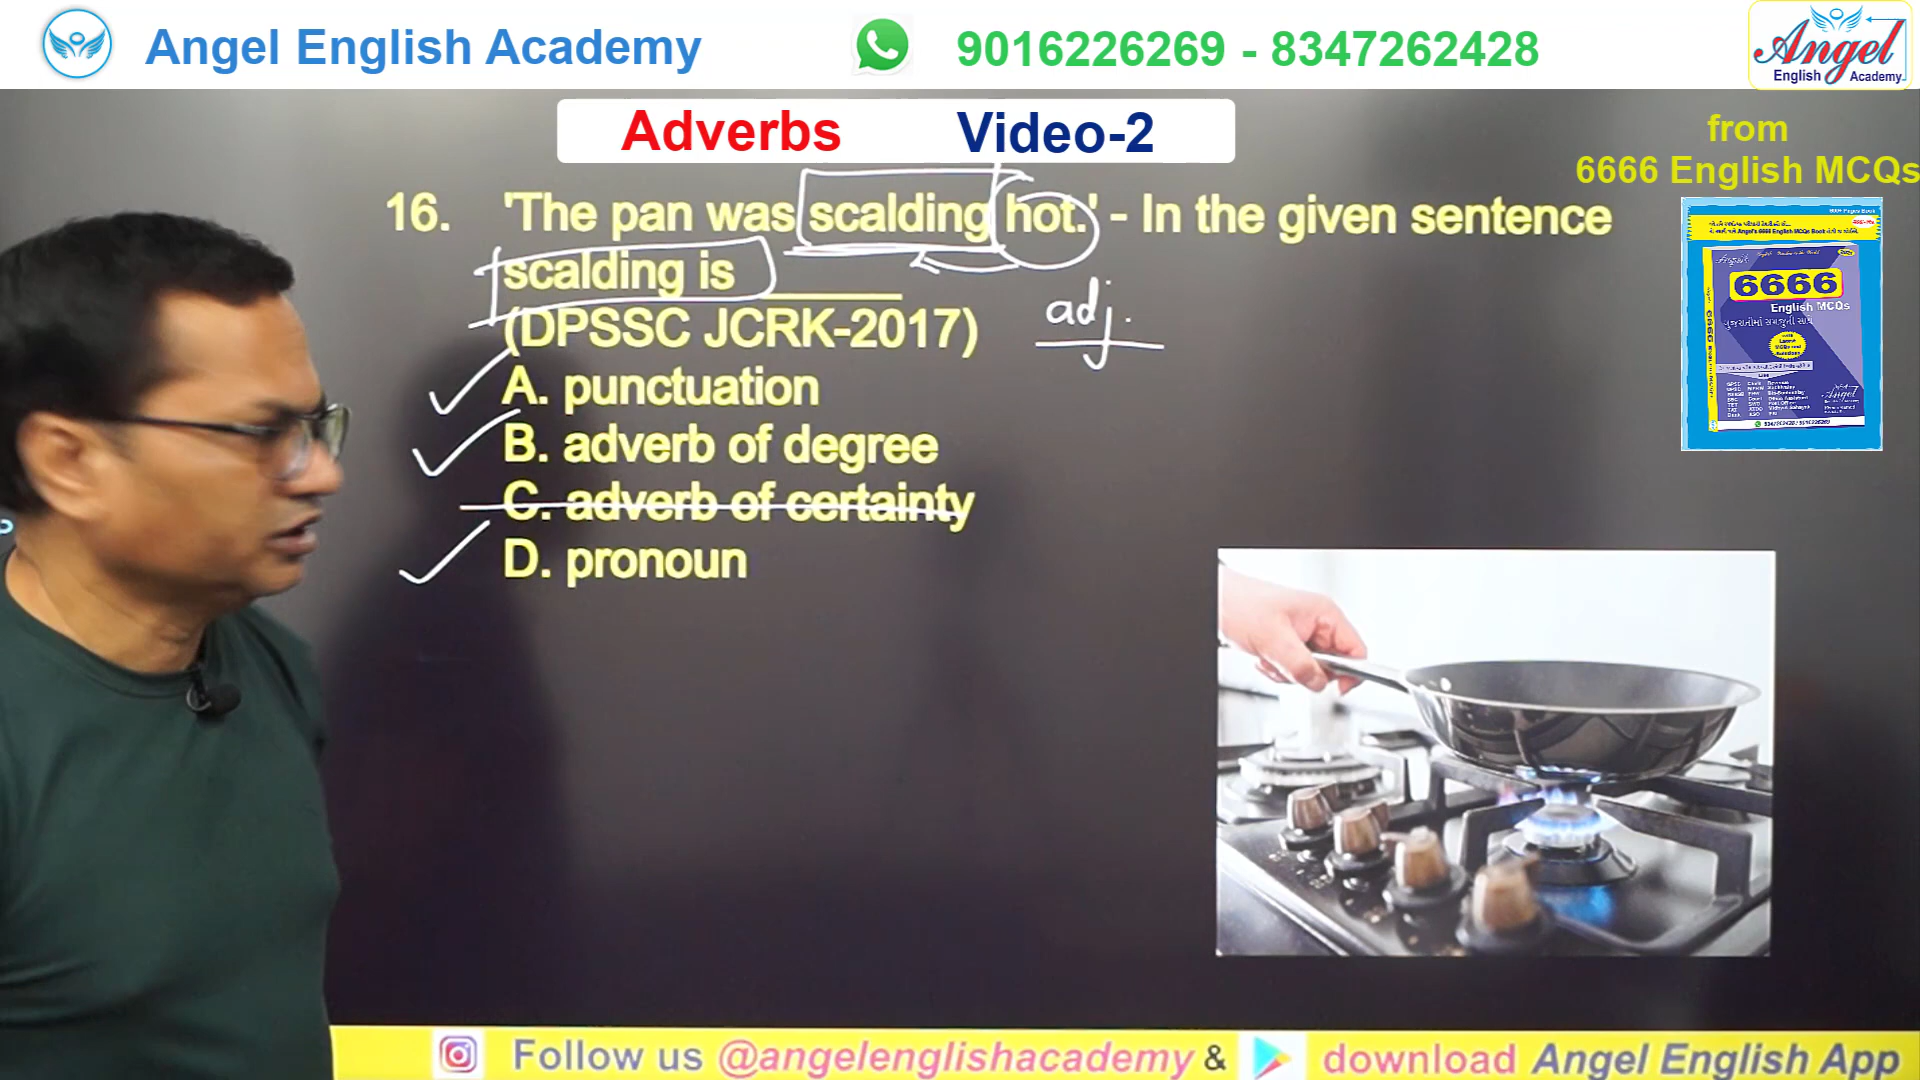 Angel English Academy
9016226269 - 8347262428
Angel
English Academy
Adverbs Video-2
from
6666 English MCQs
16. 'The pan was scalding hot.' - In the given sentence
scalding is ______
(DPSSC JCRK-2017)
adj.
A. punctuation
B. adverb of degree
C. adverb of certainty
D. pronoun
6666
English MCQs
Follow us @angelenglishacademy & download Angel English App